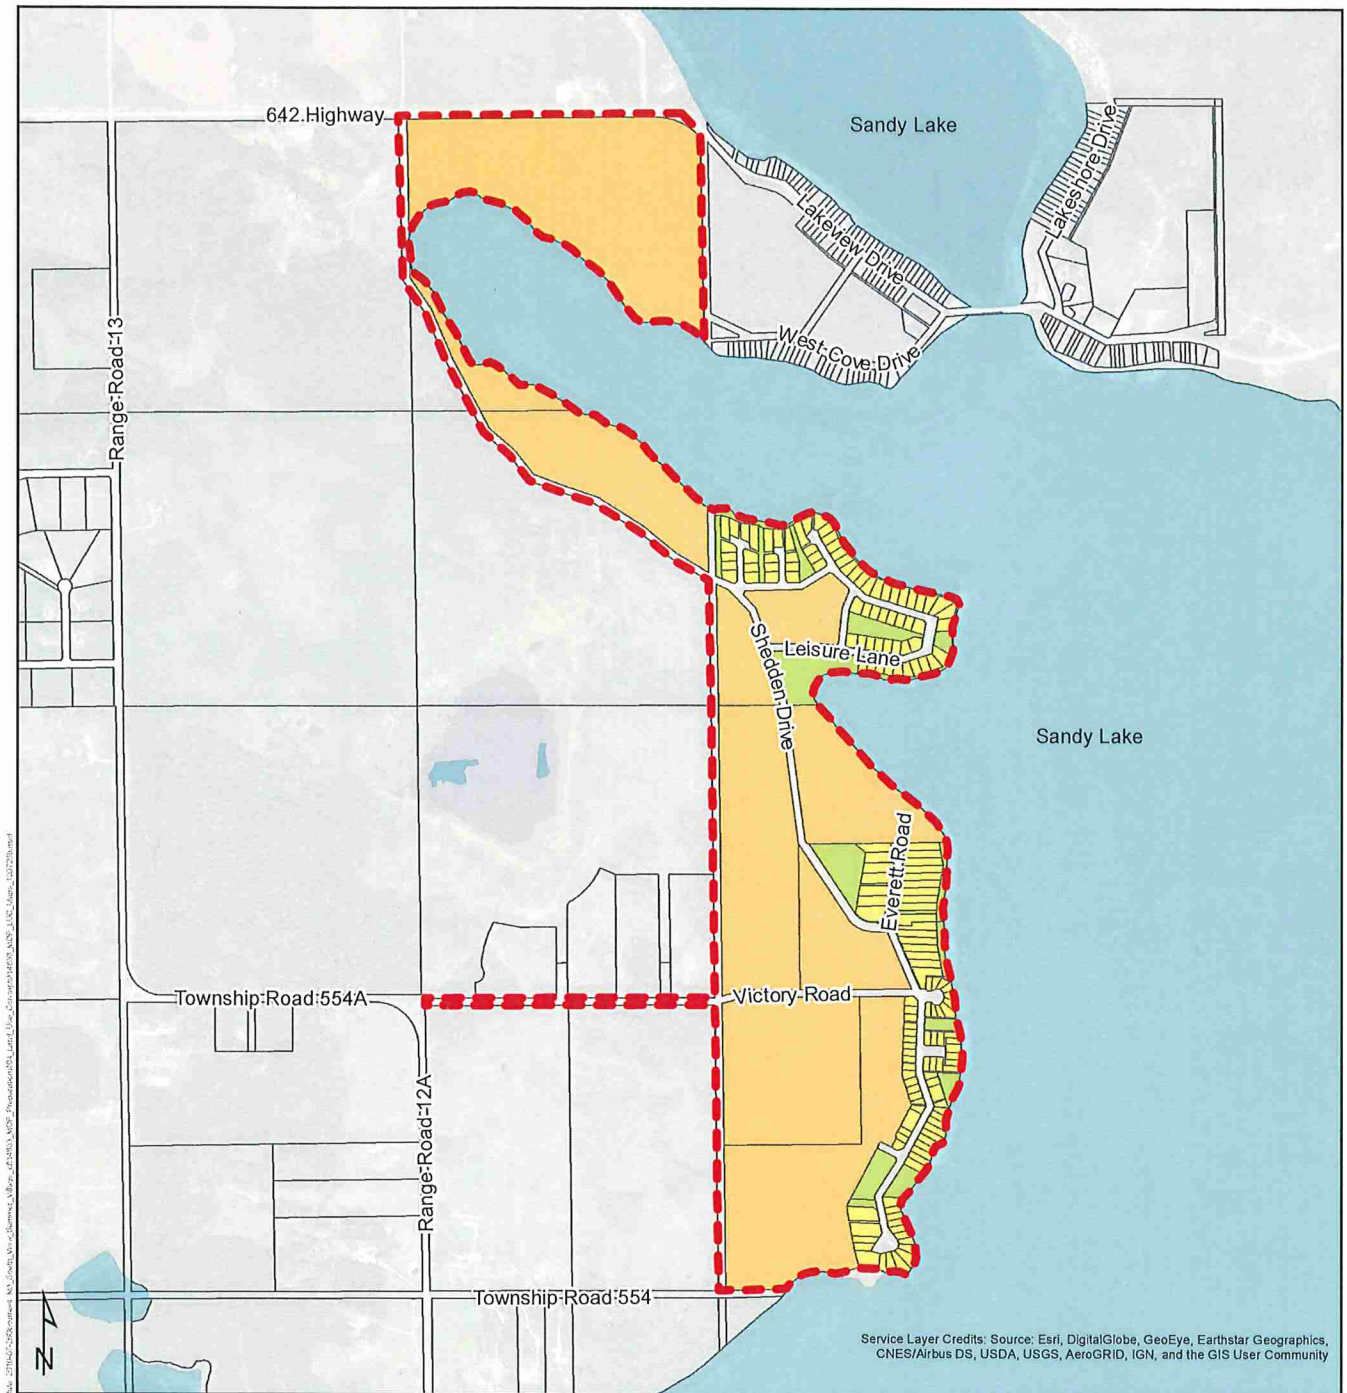 642 Highway
Sandy Lake
Lakeshore Drive
Lakeview Drive
West Cove Drive
Range Road 13
Shedden Drive
Leisure Lane
Sandy Lake
Everett Road
Township Road 554A
Victory Road
Range Road 12A
Township Road 554
N
Service Layer Credits: Source: Esri, DigitalGlobe, GeoEye, Earthstar Geographics,
CNES/Airbus DS, USDA, USGS, AeroGRID, IGN, and the GIS User Community